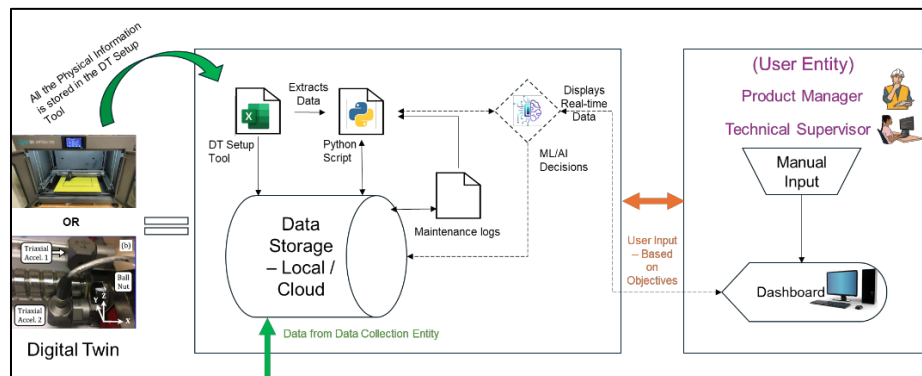 All the Physical Information
is stored in the DT Setup
Tool
OR
Triaxial
Accel. 1
(b)
Ball
Nut
Triaxial
Accel. 2
Z
Y
X
Digital Twin
Extracts
Data
DT Setup
Tool
Python
Script
Displays
Real-time
Data
ML/AI
Decisions
Maintenance logs
Data
Storage
– Local /
Cloud
Data from Data Collection Entity
User Input
– Based
on
Objectives
(User Entity)
Product Manager
Technical Supervisor
Manual
Input
Dashboard